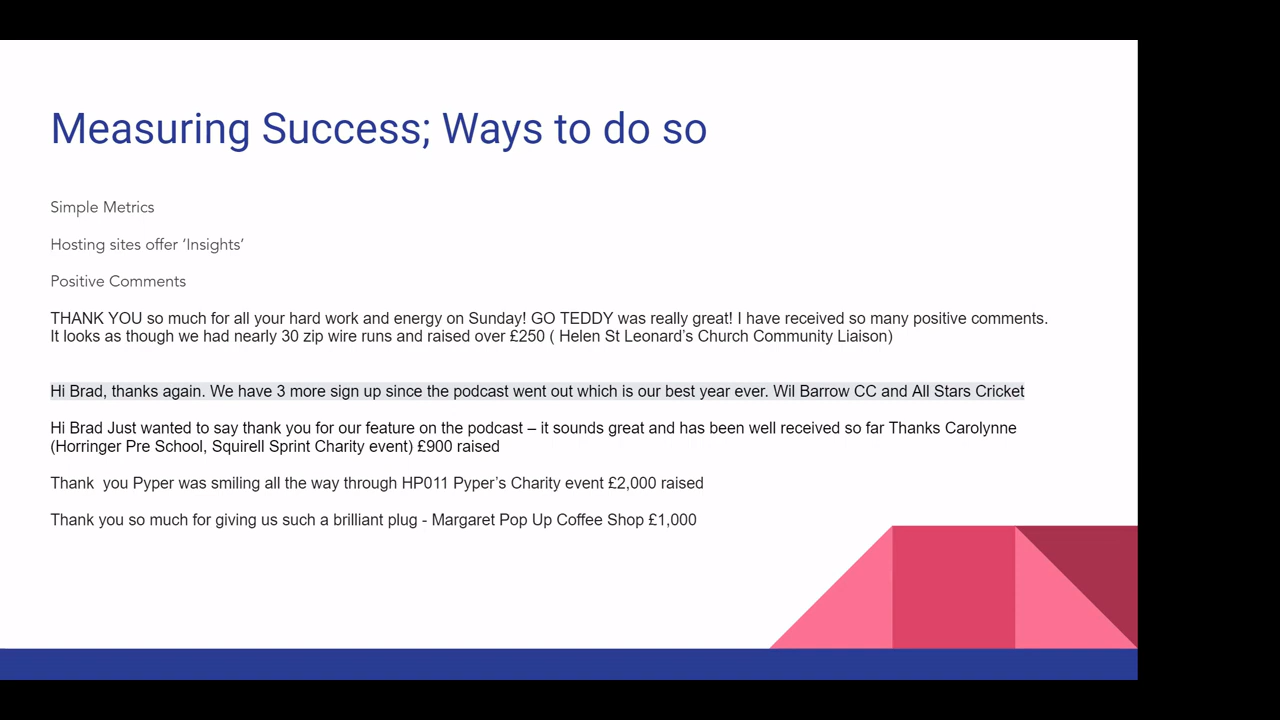 Measuring Success; Ways to do so
Simple Metrics
Hosting sites offer ‘Insights’
Positive Comments
THANK YOU so much for all your hard work and energy on Sunday! GO TEDDY was really great! I have received so many positive comments.
It looks as though we had nearly 30 zip wire runs and raised over £250 ( Helen St Leonard’s Church Community Liaison)
Hi Brad, thanks again. We have 3 more sign up since the podcast went out which is our best year ever. Wil Barrow CC and All Stars Cricket
Hi Brad Just wanted to say thank you for our feature on the podcast – it sounds great and has been well received so far Thanks Carolynne
(Horringer Pre School, Squirell Sprint Charity event) £900 raised
Thank  you Pyper was smiling all the way through HP011 Pyper’s Charity event £2,000 raised
Thank you so much for giving us such a brilliant plug - Margaret Pop Up Coffee Shop £1,000